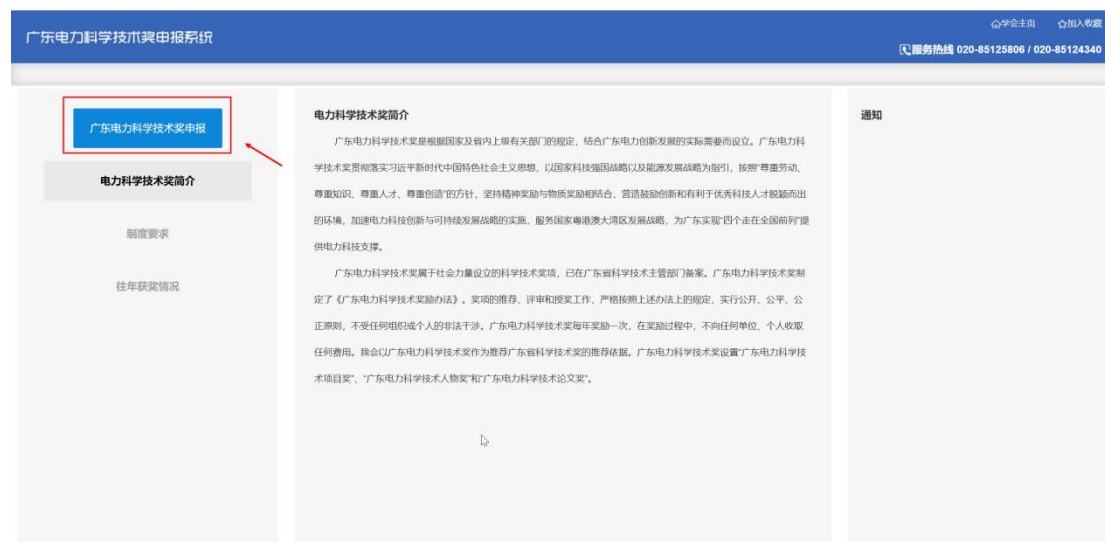 广东电力科学技术奖申报系统
学会主页 加入收藏
服务热线 020-85125806 / 020-85124340
广东电力科学技术奖申报
电力科学技术奖简介
制度要求
往年获奖情况
电力科学技术奖简介
广东电力科学技术奖是根据国家及省内上级有关部门的规定，结合广东电力创新发展的实际需要而设立。广东电力科
学技术奖贯彻落实习近平新时代中国特色社会主义思想，以国家科技强国战略以及能源发展战略为指引，按照“尊重劳动、
尊重知识、尊重人才、尊重创造”的方针，坚持精神奖励与物质奖励相结合，营造鼓励创新和有利于优秀科技人才脱颖而出
的环境，加速电力科技创新与可持续发展战略的实施，服务国家粤港澳大湾区发展战略，为广东实现“四个走在全国前列”提
供电力科技支撑。
广东电力科学技术奖属于社会力量设立的科学技术奖项，已在广东省科学技术主管部门备案。广东电力科学技术奖制
定了《广东电力科学技术奖励办法》。奖项的推荐、评审和授奖工作，严格按照上述办法上的规定，实行公开、公平、公
正原则，不受任何组织或个人的非法干涉。广东电力科学技术奖每年奖励一次，在奖励过程中，不向任何单位、个人收取
任何费用。我会以广东电力科学技术奖作为推荐广东省科学技术奖的推荐依据。广东电力科学技术奖设置“广东电力科学技
术项目奖”、“广东电力科学技术人物奖”和“广东电力科学技术论文奖”。
通知